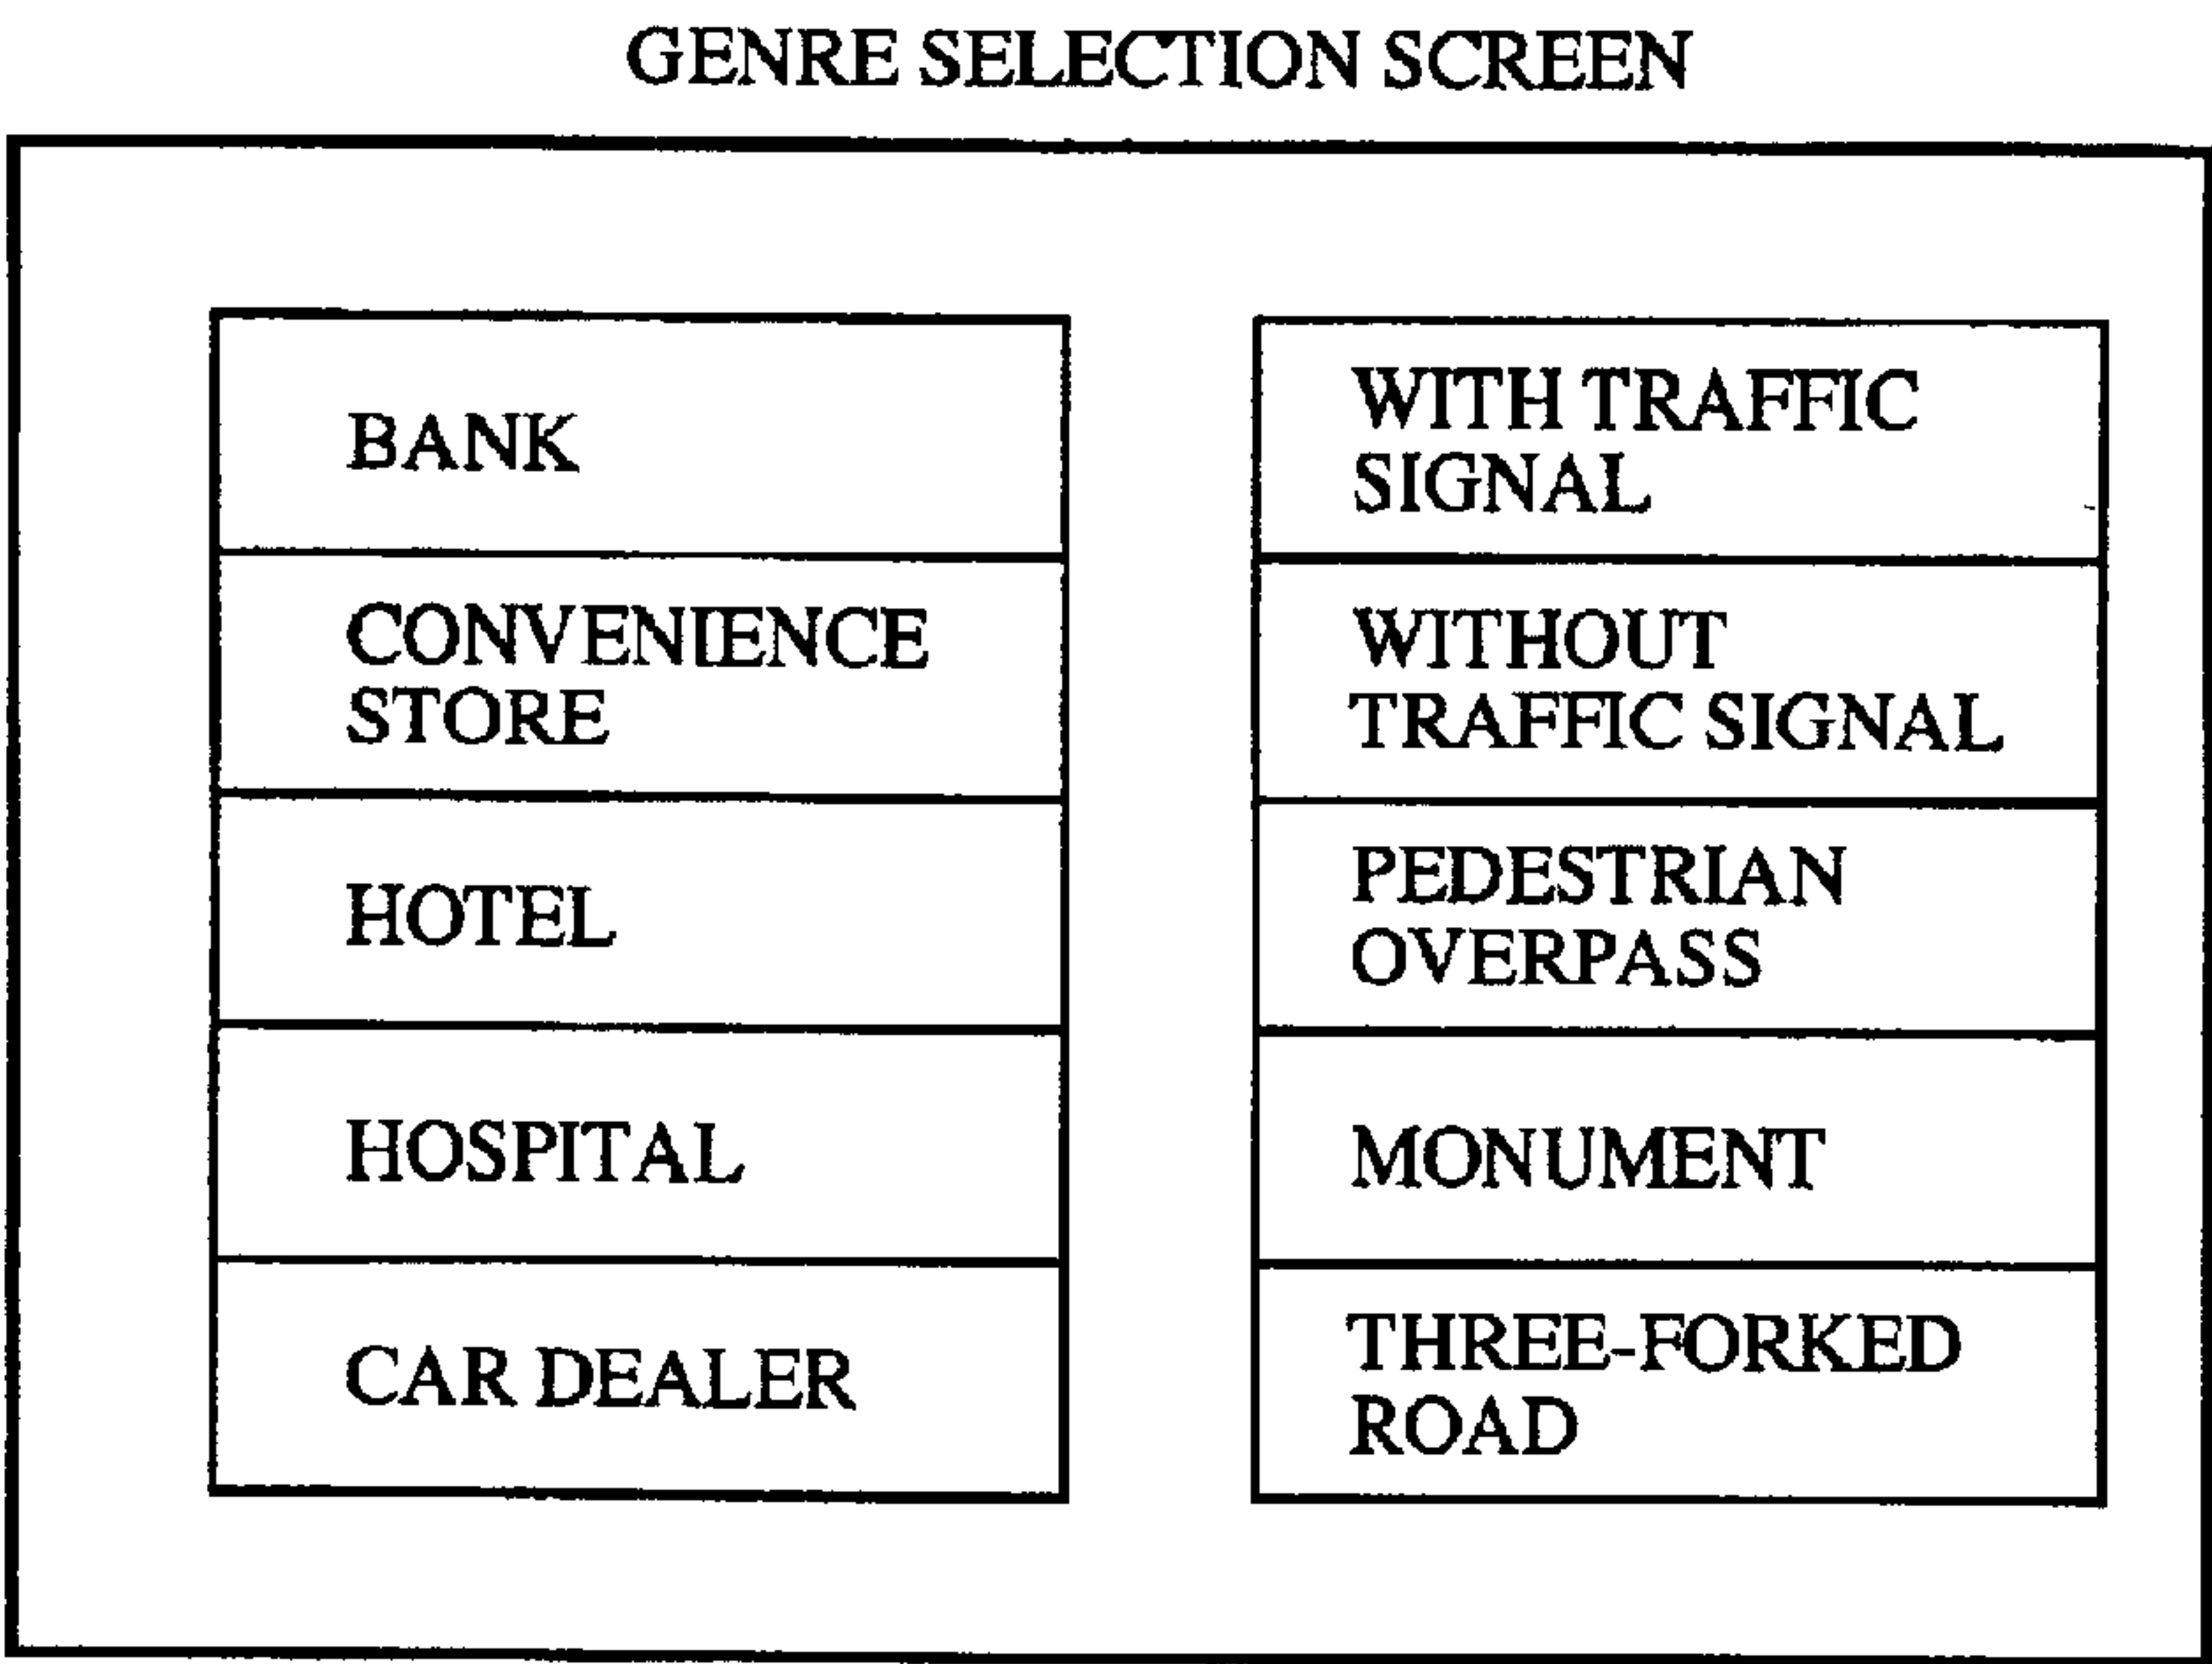 GENRE SELECTION SCREEN
BANK
CONVENIENCE
STORE
HOTEL
HOSPITAL
CAR DEALER
WITH TRAFFIC
SIGNAL
WITHOUT
TRAFFIC SIGNAL
PEDESTRIAN
OVERPASS
MONUMENT
THREE-FORKED
ROAD